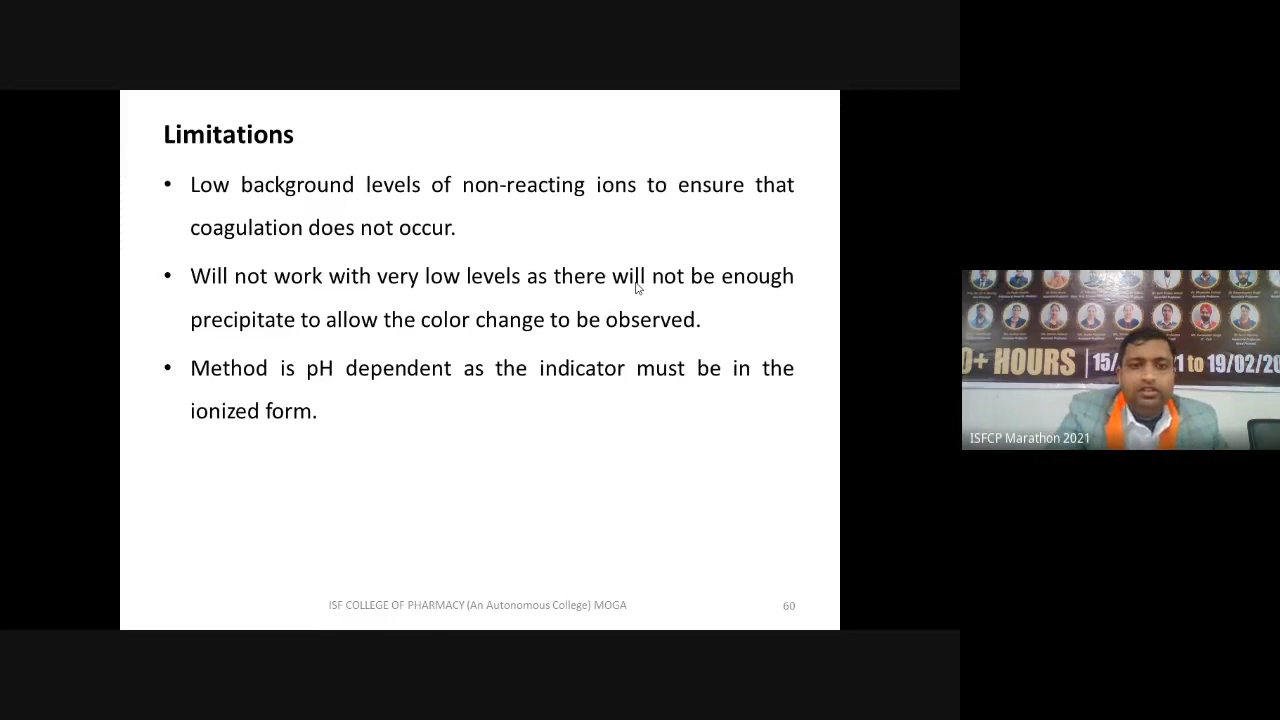 Limitations
• Low background levels of non-reacting ions to ensure that
coagulation does not occur.
• Will not work with very low levels as there will not be enough
precipitate to allow the color change to be observed.
• Method is pH dependent as the indicator must be in the
ionized form.
ISF COLLEGE OF PHARMACY (An Autonomous College) MOGA
60
0+ HOURS
15/
1 to 19/02/20
ISFCP Marathon 2021